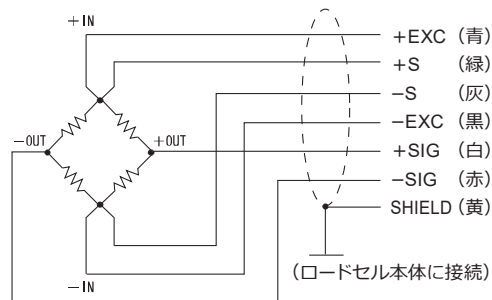 +IN
+EXC（青）
+S（緑）
−S（灰）
−OUT
+OUT
−EXC（黒）
+SIG（白）
−SIG（赤）
SHIELD（黄）
（ロードセル本体に接続）
−IN